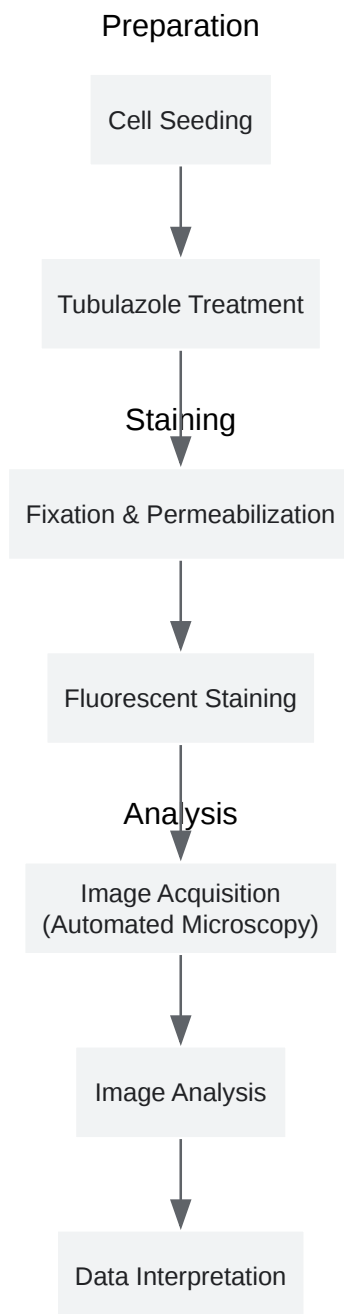 Preparation
Cell Seeding
Tubulazole Treatment
Staining
Fixation & Permeabilization
Fluorescent Staining
Analysis
Image Acquisition
(Automated Microscopy)
Image Analysis
Data Interpretation